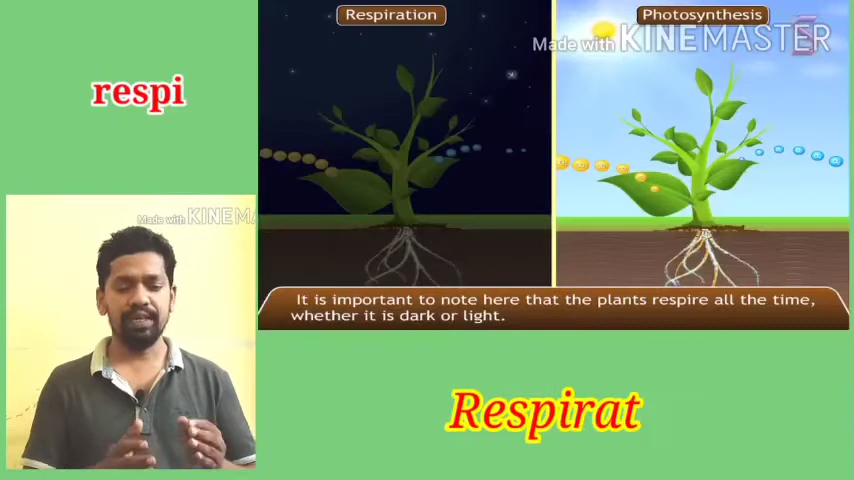 Respiration
Photosynthesis
Made with KINEMASTER
respi
Made with KINEMA
It is important to note here that the plants respire all the time,
whether it is dark or light.
Respirat